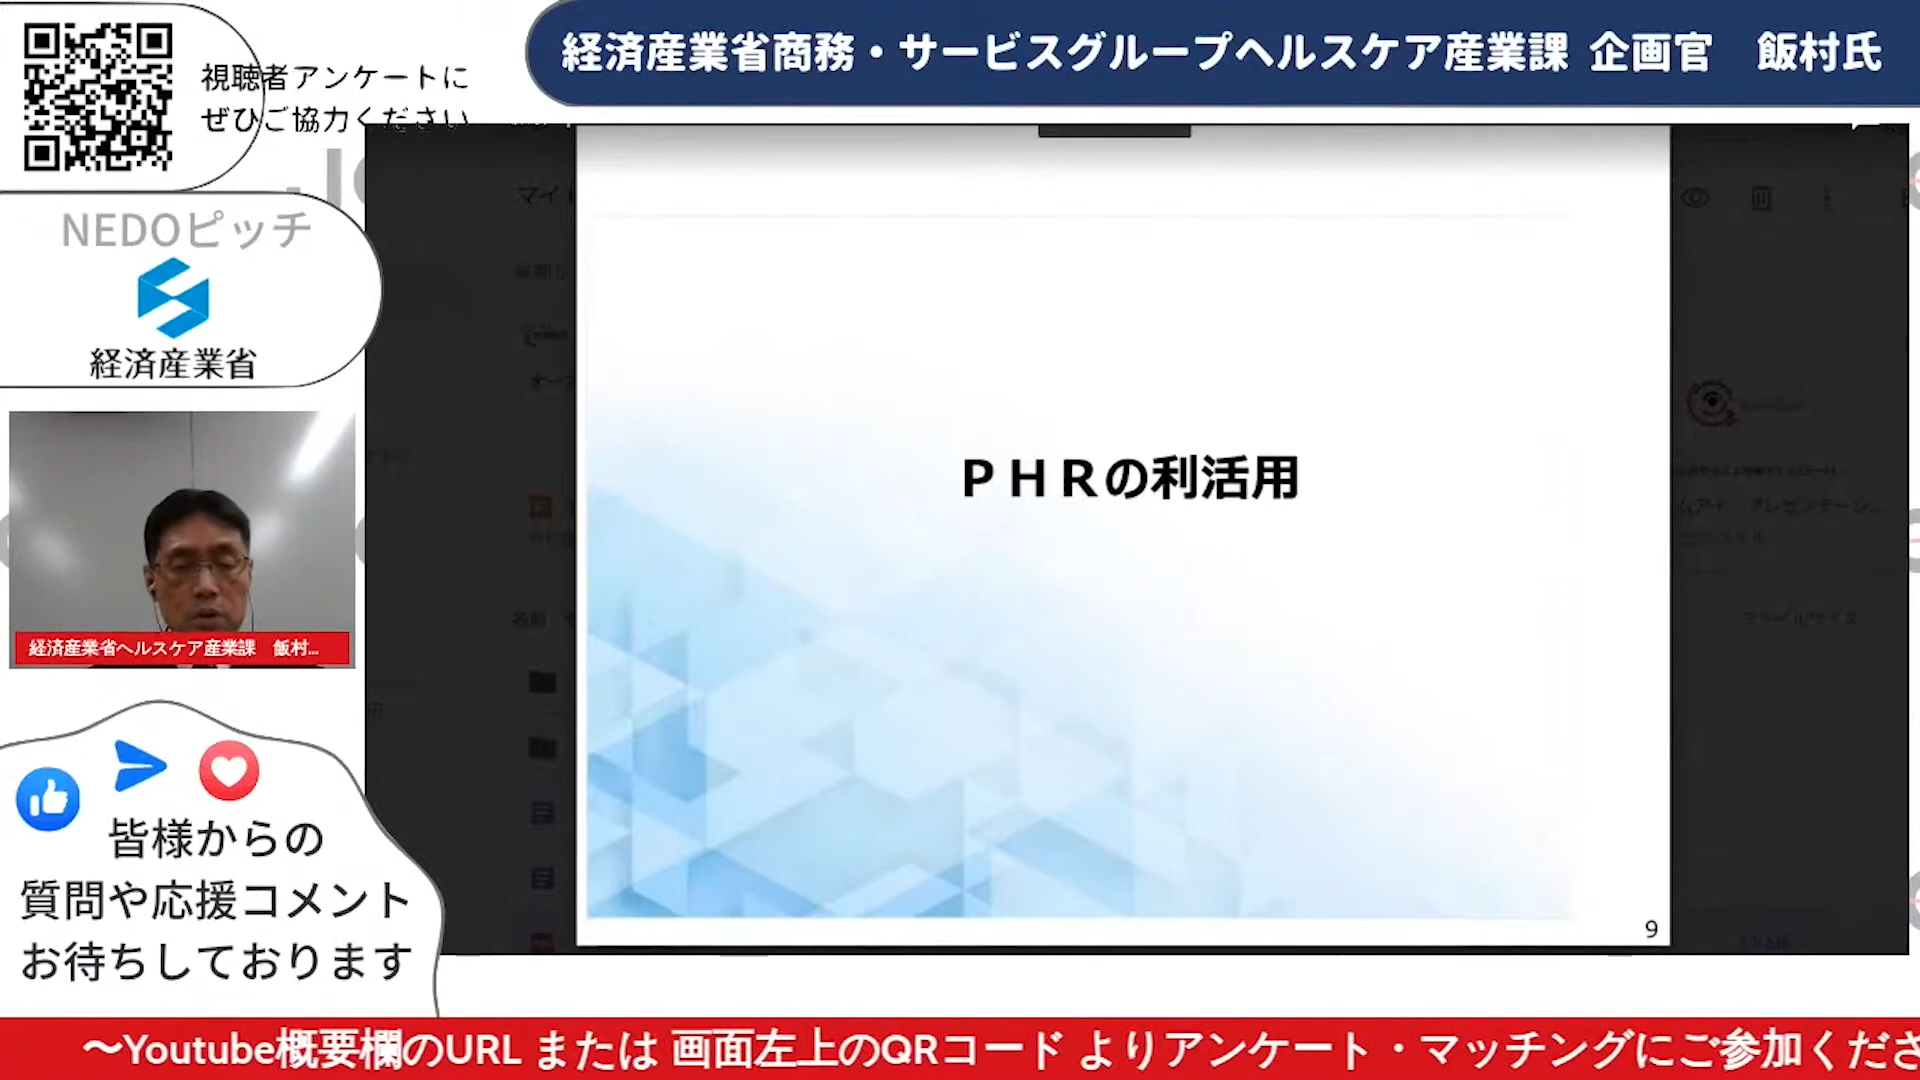 経済産業省商務・サービスグループヘルスケア産業課 企画官　飯村氏
視聴者アンケートに
ぜひご協力ください
NEDOピッチ
経済産業省
経済産業省ヘルスケア産業課　飯村...
ＰＨＲの利活用
9
皆様からの
質問や応援コメント
お待ちしております
〜Youtube概要欄のURL または 画面左上のQRコード よりアンケート・マッチングにご参加くださ